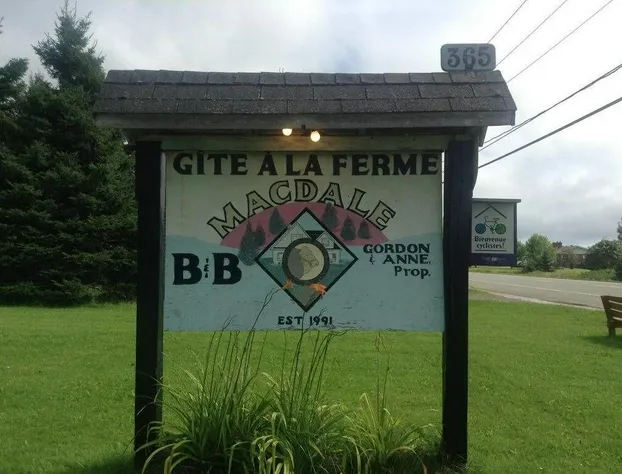 365
GÎTE À LA FERME
MACDALE
B & B
GORDON
& ANNE,
Prop.
EST 1991
Bienvenue
cyclistes!